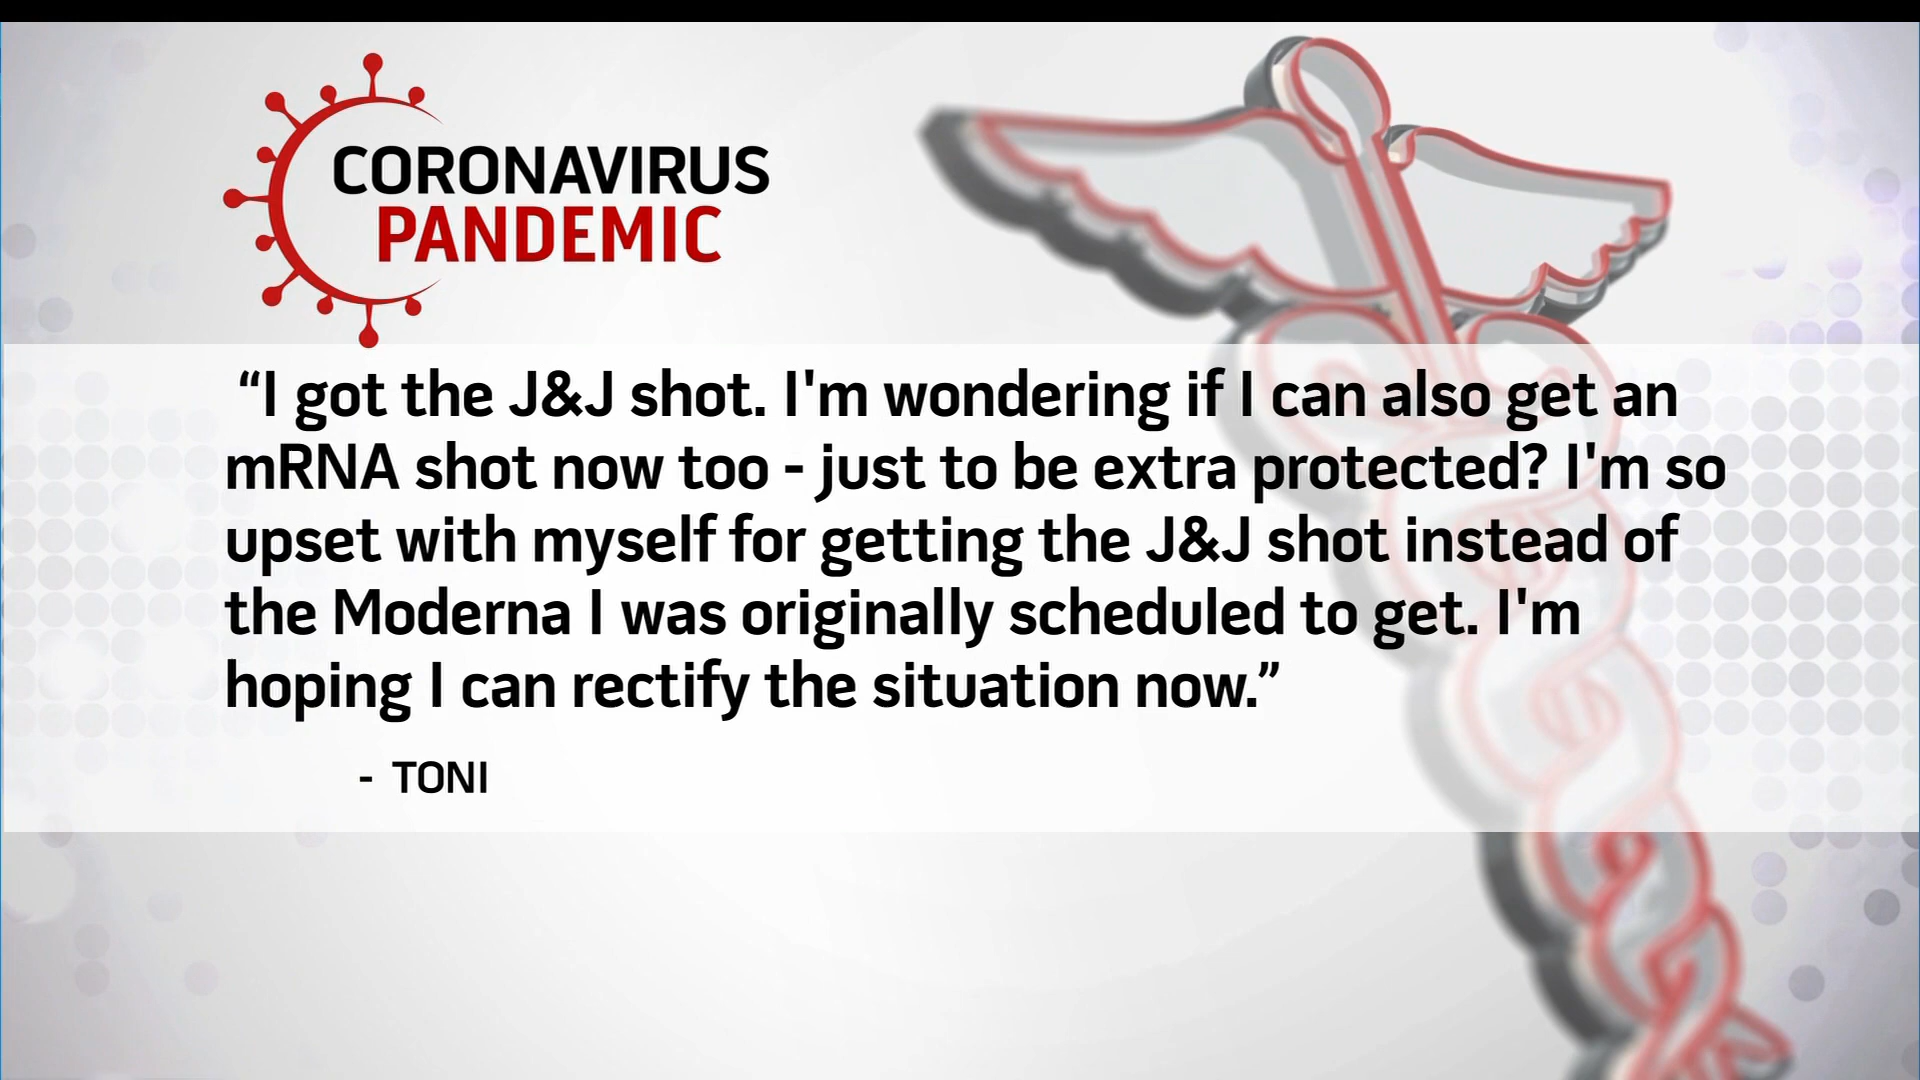 CORONAVIRUS
PANDEMIC
“I got the J&J shot. I'm wondering if I can also get an
mRNA shot now too - just to be extra protected? I'm so
upset with myself for getting the J&J shot instead of
the Moderna I was originally scheduled to get. I'm
hoping I can rectify the situation now.”
- TONI